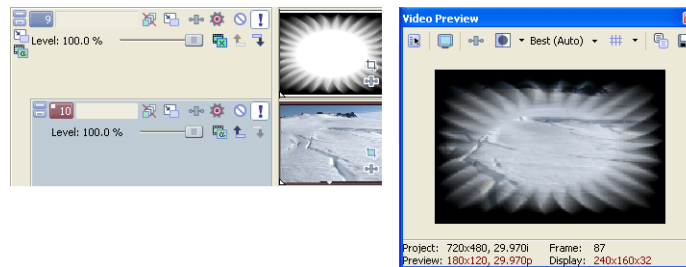 9
Level: 100.0 %
10
Level: 100.0 %
Video Preview
Best (Auto)
Project: 720x480, 29.970i Frame: 87
Preview: 180x120, 29.970p Display: 240x160x32